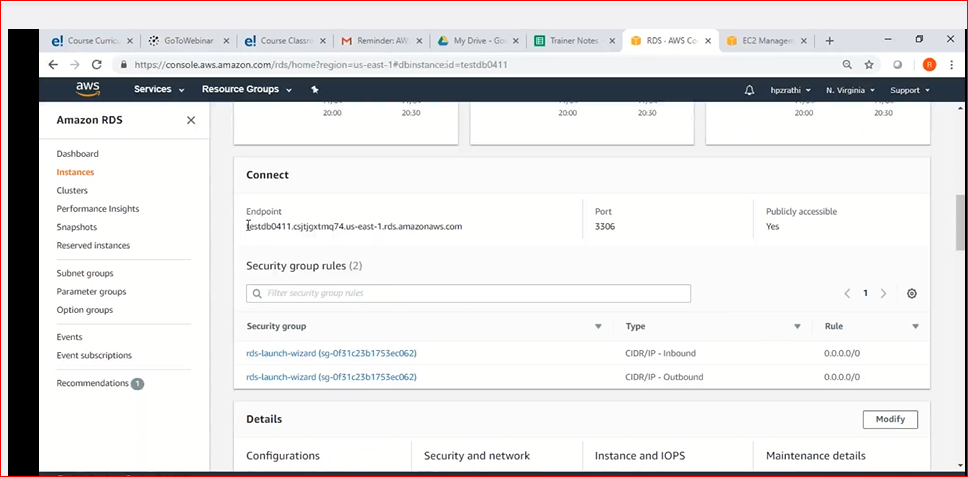 Course Curricu
GoToWebinar
Course Classro
Reminder: AW
My Drive - Goo
Trainer Notes
RDS - AWS Co
EC2 Managem
https://console.aws.amazon.com/rds/home?region=us-east-1#dbinstance:id=testdb0411
R
aws
Services
Resource Groups
hpzrathi
N. Virginia
Support
Amazon RDS
Dashboard
Instances
Clusters
Performance Insights
Snapshots
Reserved instances
Subnet groups
Parameter groups
Option groups
Events
Event subscriptions
Recommendations 1
20:00 20:30
20:00 20:30
20:00 20:30
Connect
Endpoint
testdb0411.csjtjgxtmq74.us-east-1.rds.amazonaws.com
Port
3306
Publicly accessible
Yes
Security group rules (2)
Filter security group rules
1
Security group Type Rule
rds-launch-wizard (sg-0f31c23b1753ec062) CIDR/IP - Inbound 0.0.0.0/0
rds-launch-wizard (sg-0f31c23b1753ec062) CIDR/IP - Outbound 0.0.0.0/0
Details
Modify
Configurations Security and network Instance and IOPS Maintenance details